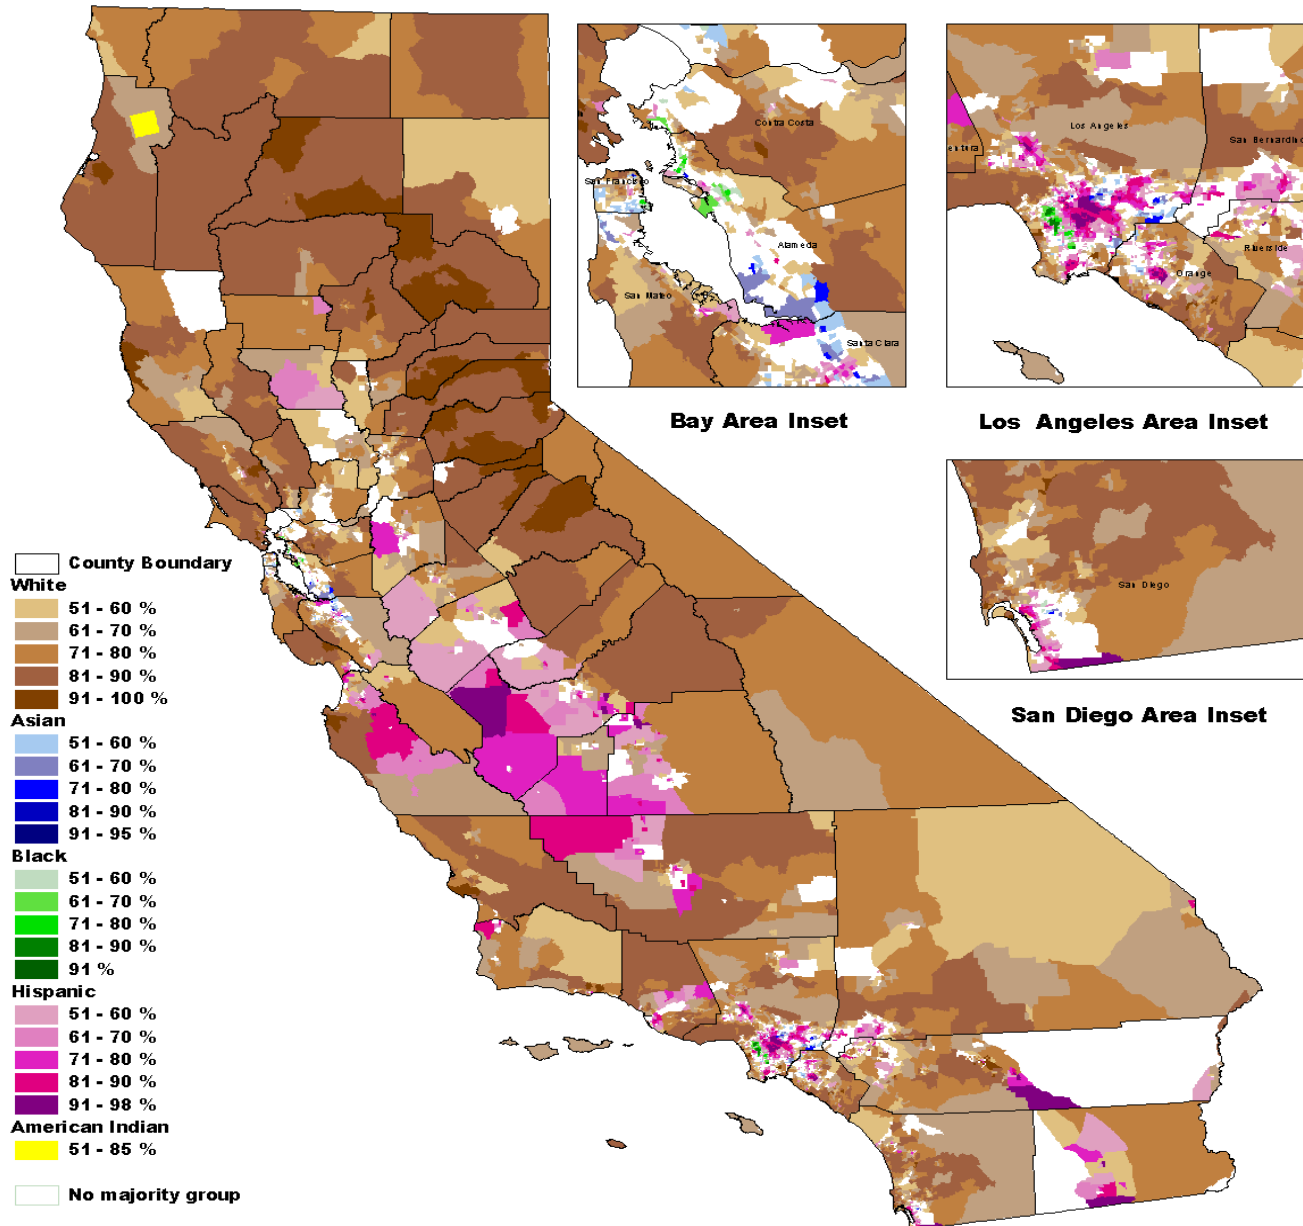 Contra Costa
San Francisco
Alameda
San Mateo
Santa Clara
Bay Area Inset
Los Angeles
entura
San Bernardino
Riverside
Orange
Los Angeles Area Inset
San Diego
San Diego Area Inset
County Boundary
White
51 - 60 %
61 - 70 %
71 - 80 %
81 - 90 %
91 - 100 %
Asian
51 - 60 %
61 - 70 %
71 - 80 %
81 - 90 %
91 - 95 %
Black
51 - 60 %
61 - 70 %
71 - 80 %
81 - 90 %
91 %
Hispanic
51 - 60 %
61 - 70 %
71 - 80 %
81 - 90 %
91 - 98 %
American Indian
51 - 85 %
No majority group